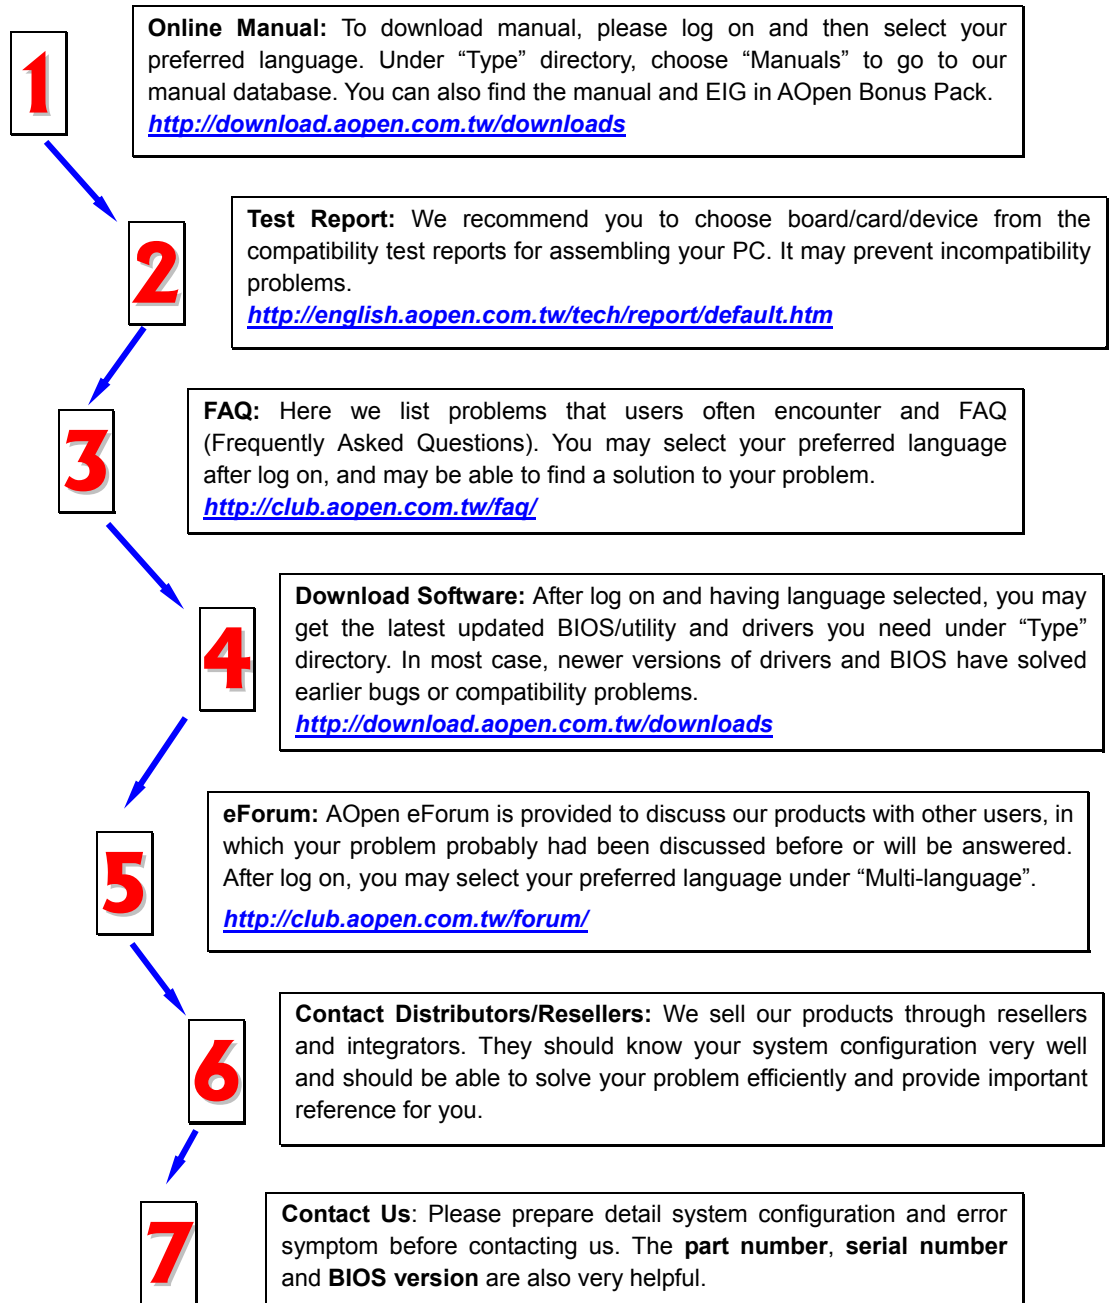 1
Online Manual: To download manual, please log on and then select your
preferred language. Under “Type” directory, choose “Manuals” to go to our
manual database. You can also find the manual and EIG in AOpen Bonus Pack.
http://download.aopen.com.tw/downloads
2
Test Report: We recommend you to choose board/card/device from the
compatibility test reports for assembling your PC. It may prevent incompatibility
problems.
http://english.aopen.com.tw/tech/report/default.htm
3
FAQ: Here we list problems that users often encounter and FAQ
(Frequently Asked Questions). You may select your preferred language
after log on, and may be able to find a solution to your problem.
http://club.aopen.com.tw/faq/
4
Download Software: After log on and having language selected, you may
get the latest updated BIOS/utility and drivers you need under “Type”
directory. In most case, newer versions of drivers and BIOS have solved
earlier bugs or compatibility problems.
http://download.aopen.com.tw/downloads
5
eForum: AOpen eForum is provided to discuss our products with other users, in
which your problem probably had been discussed before or will be answered.
After log on, you may select your preferred language under “Multi-language”.
http://club.aopen.com.tw/forum/
6
Contact Distributors/Resellers: We sell our products through resellers
and integrators. They should know your system configuration very well
and should be able to solve your problem efficiently and provide important
reference for you.
7
Contact Us: Please prepare detail system configuration and error
symptom before contacting us. The part number, serial number
and BIOS version are also very helpful.